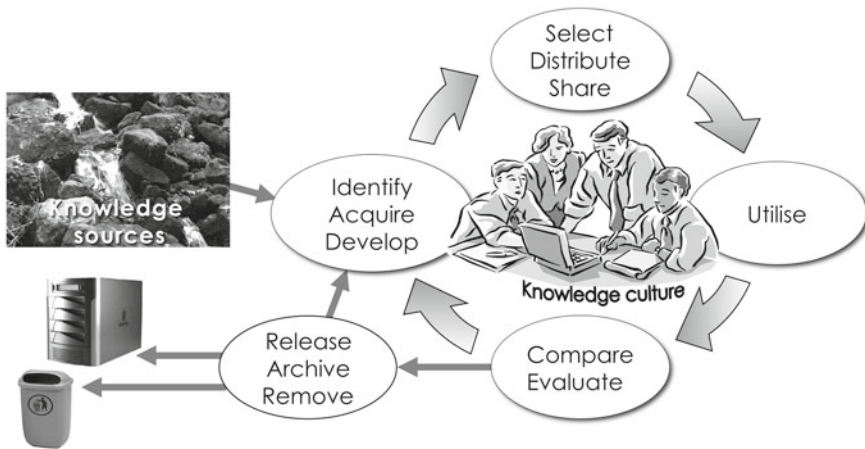 Select
Distribute
Share
Knowledge
sources
Identify
Acquire
Develop
Utilise
Knowledge culture
Release
Archive
Remove
Compare
Evaluate